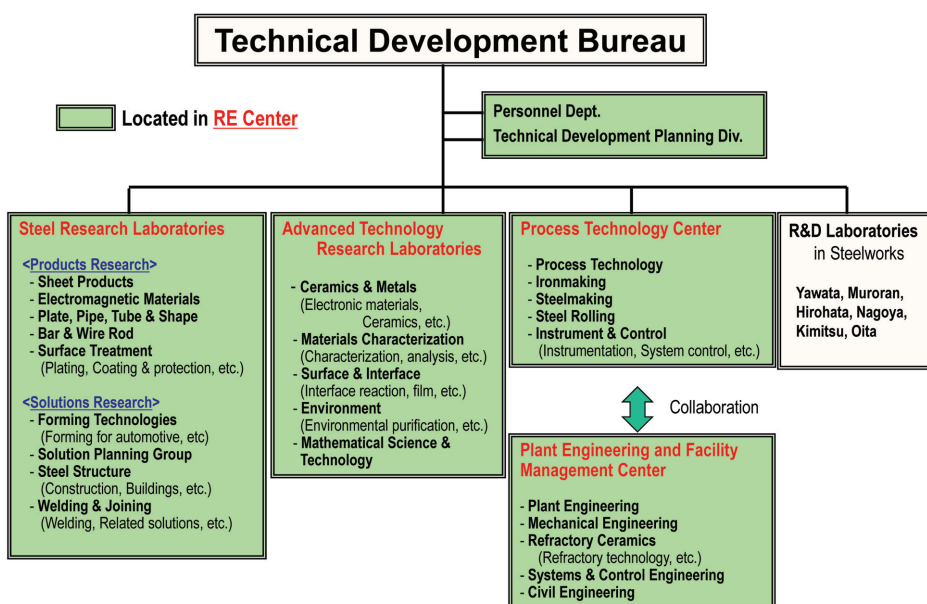 Technical Development Bureau
Located in RE Center
Personnel Dept.
Technical Development Planning Div.
Steel Research Laboratories
<Products Research>
- Sheet Products
- Electromagnetic Materials
- Plate, Pipe, Tube & Shape
- Bar & Wire Rod
- Surface Treatment
(Plating, Coating & protection, etc.)
<Solutions Research>
- Forming Technologies
(Forming for automotive, etc)
- Solution Planning Group
- Steel Structure
(Construction, Buildings, etc.)
- Welding & Joining
(Welding, Related solutions, etc.)
Advanced Technology
Research Laboratories
- Ceramics & Metals
(Electronic materials,
Ceramics, etc.)
- Materials Characterization
(Characterization, analysis, etc.)
- Surface & Interface
(Interface reaction, film, etc.)
- Environment
(Environmental purification, etc.)
- Mathematical Science &
Technology
Process Technology Center
- Process Technology
- Ironmaking
- Steelmaking
- Steel Rolling
- Instrument & Control
(Instrumentation, System control, etc.)
Collaboration
Plant Engineering and Facility
Management Center
- Plant Engineering
- Mechanical Engineering
- Refractory Ceramics
(Refractory technology, etc.)
- Systems & Control Engineering
- Civil Engineering
R&D Laboratories
in Steelworks
Yawata, Muroran,
Hirohata, Nagoya,
Kimitsu, Oita